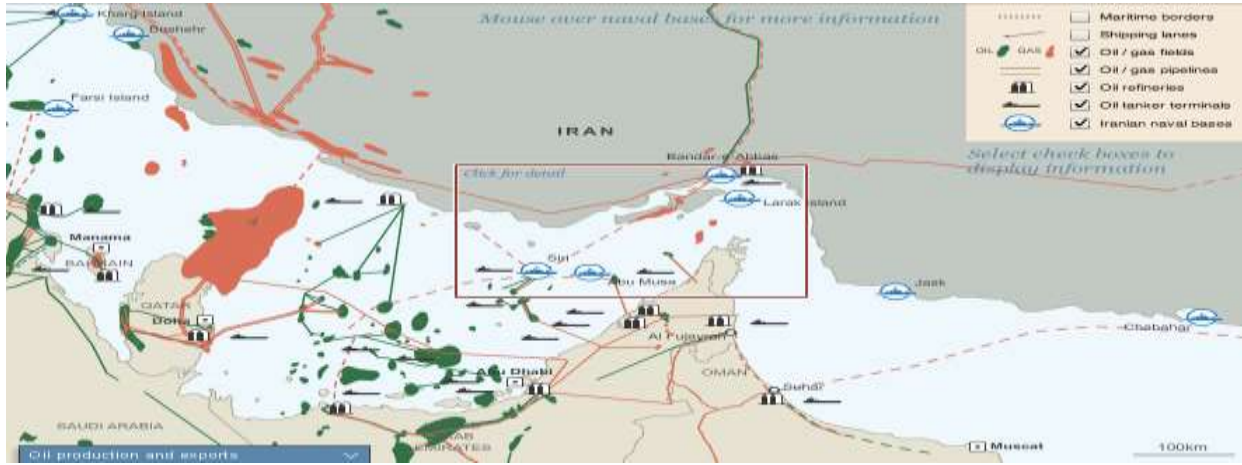 Kharg Island
Bushehr
Mouse over naval bases for more information
Maritime borders
Shipping lanes
OIL GAS Oil / gas fields
Oil / gas pipelines
Oil refineries
Oil tanker terminals
Iranian naval bases
Select check boxes to
display information
Farsi Island
IRAN
Bandar-e Abbas
Click for detail
Larak Island
Manama
BAHRAIN
Siri
Abu Musa
Jask
QATAR
Doha
Chabahar
Al Fujayrah
Abu Dhabi
OMAN
Suhar
SAUDI ARABIA
ARAB
EMIRATES
Muscat
100km
Oil production and exports